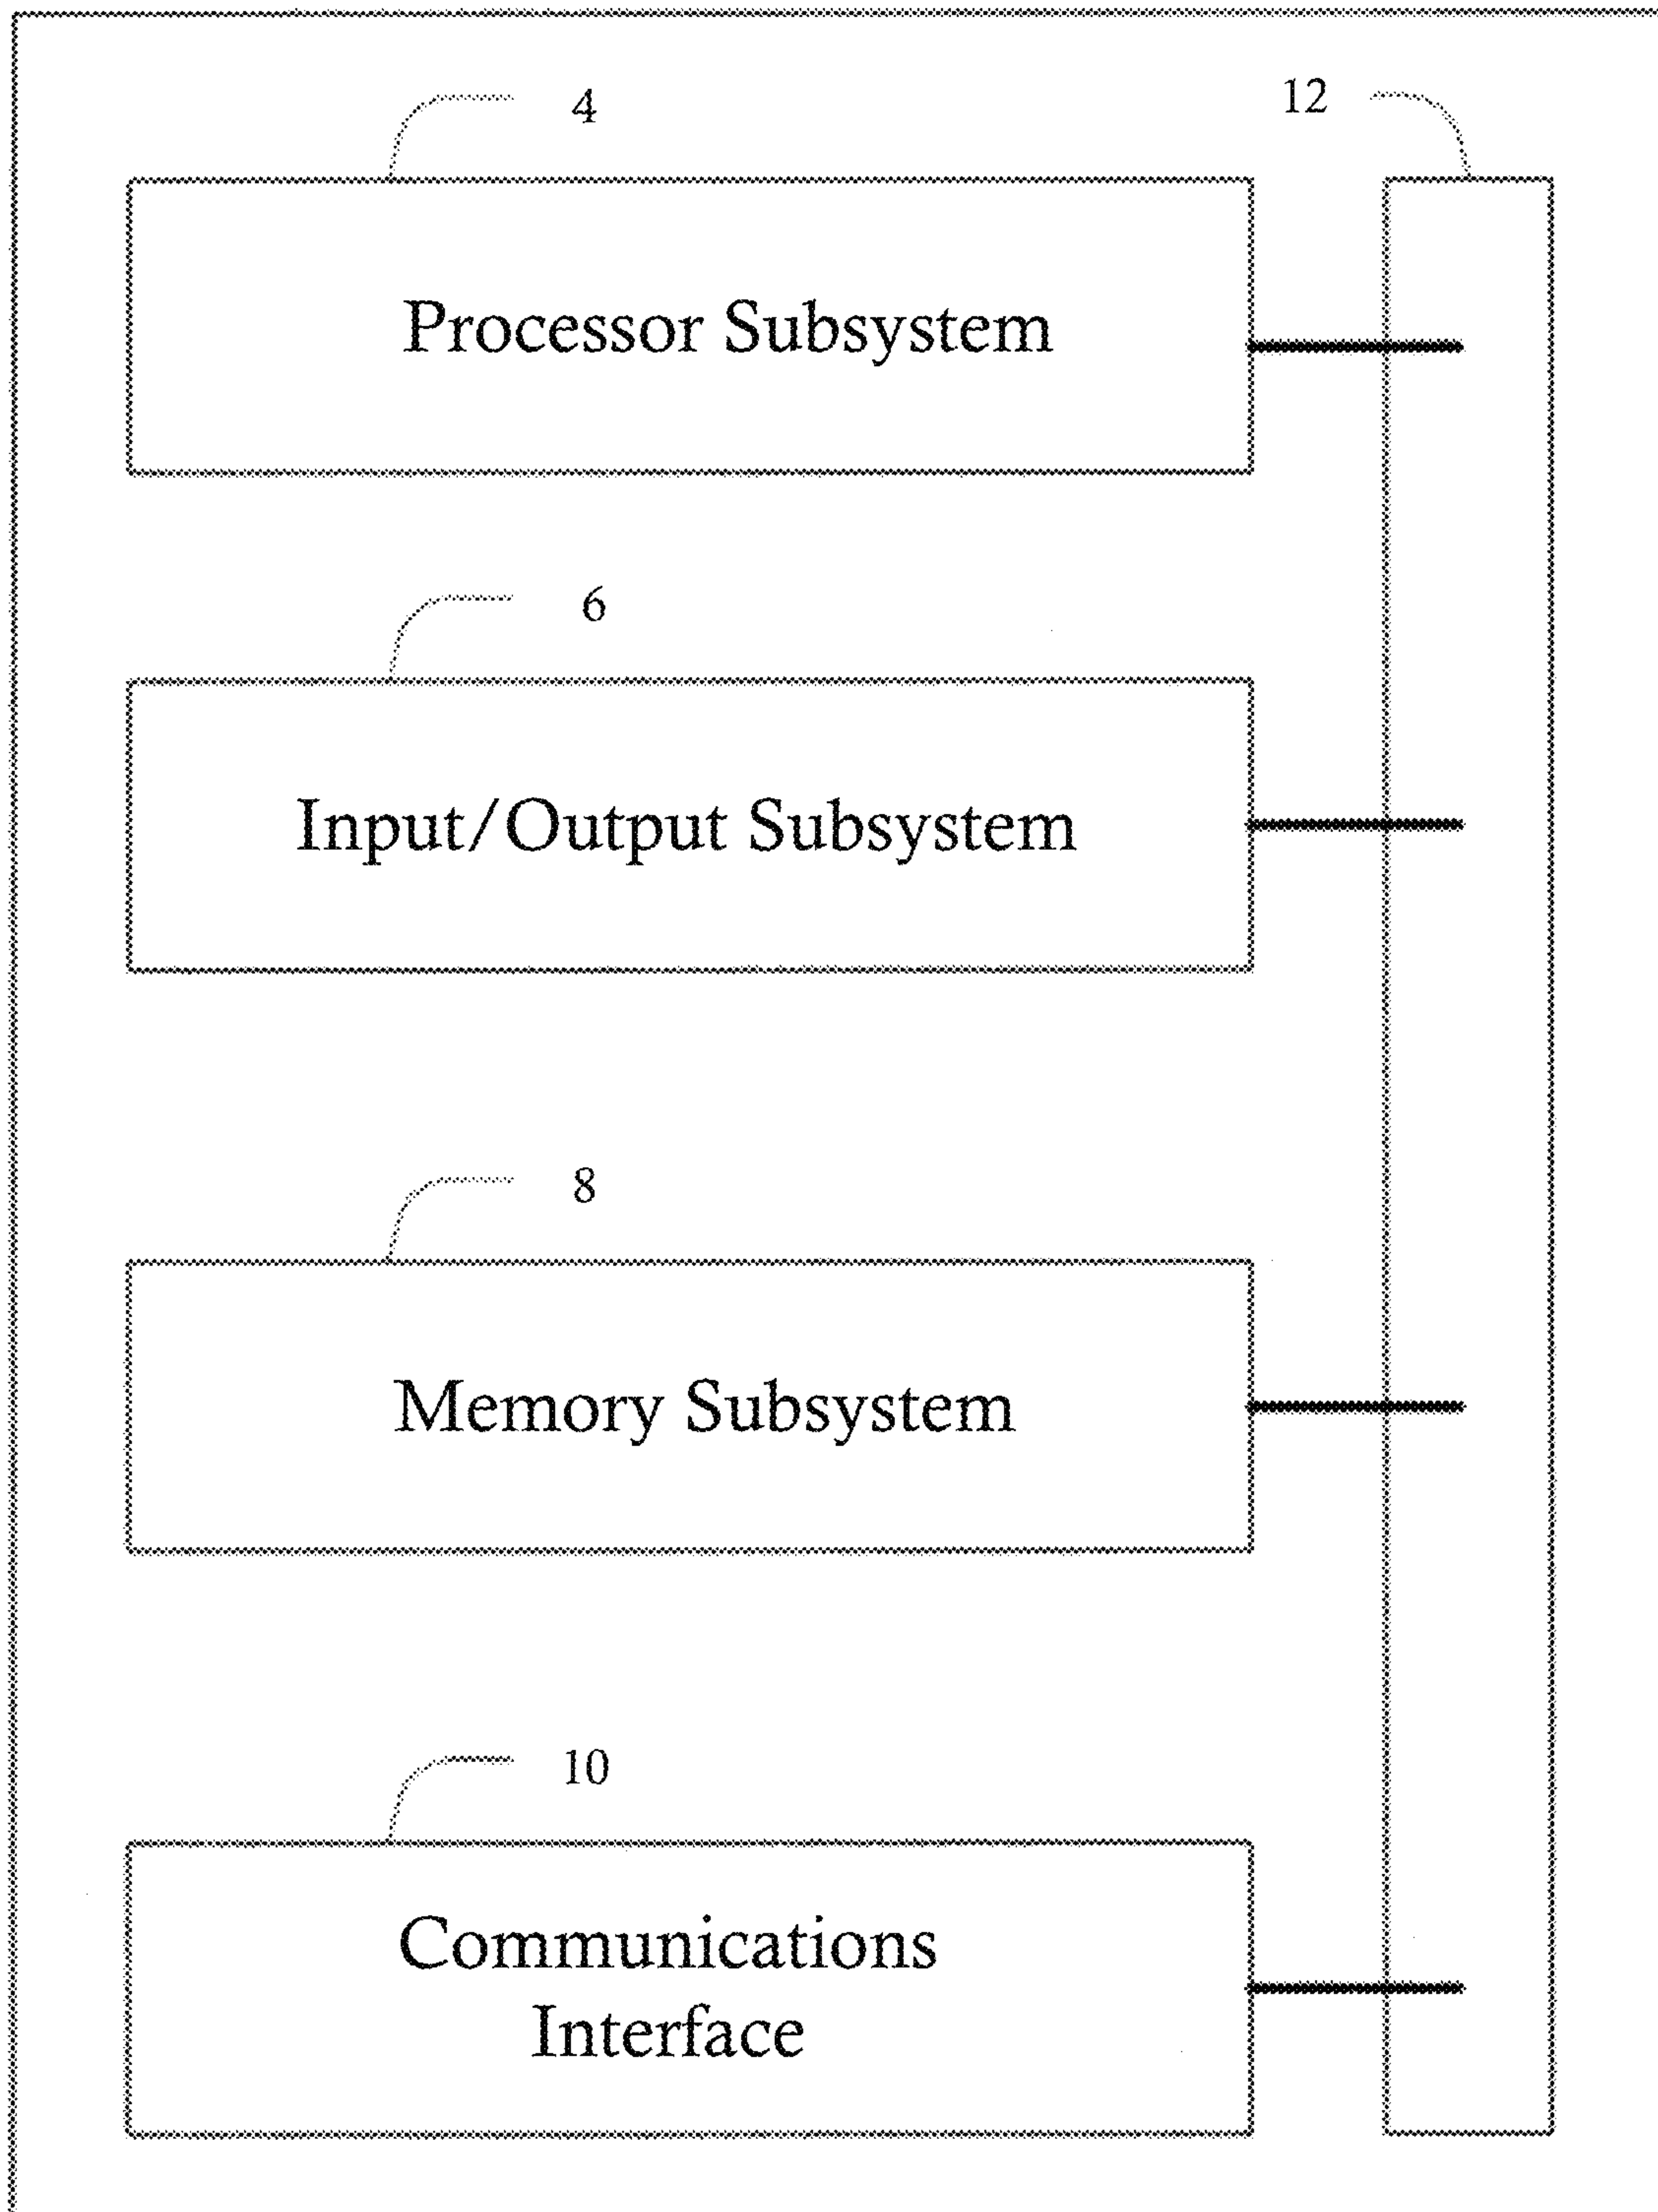 4
12
Processor Subsystem
6
Input/Output Subsystem
8
Memory Subsystem
10
Communications
Interface